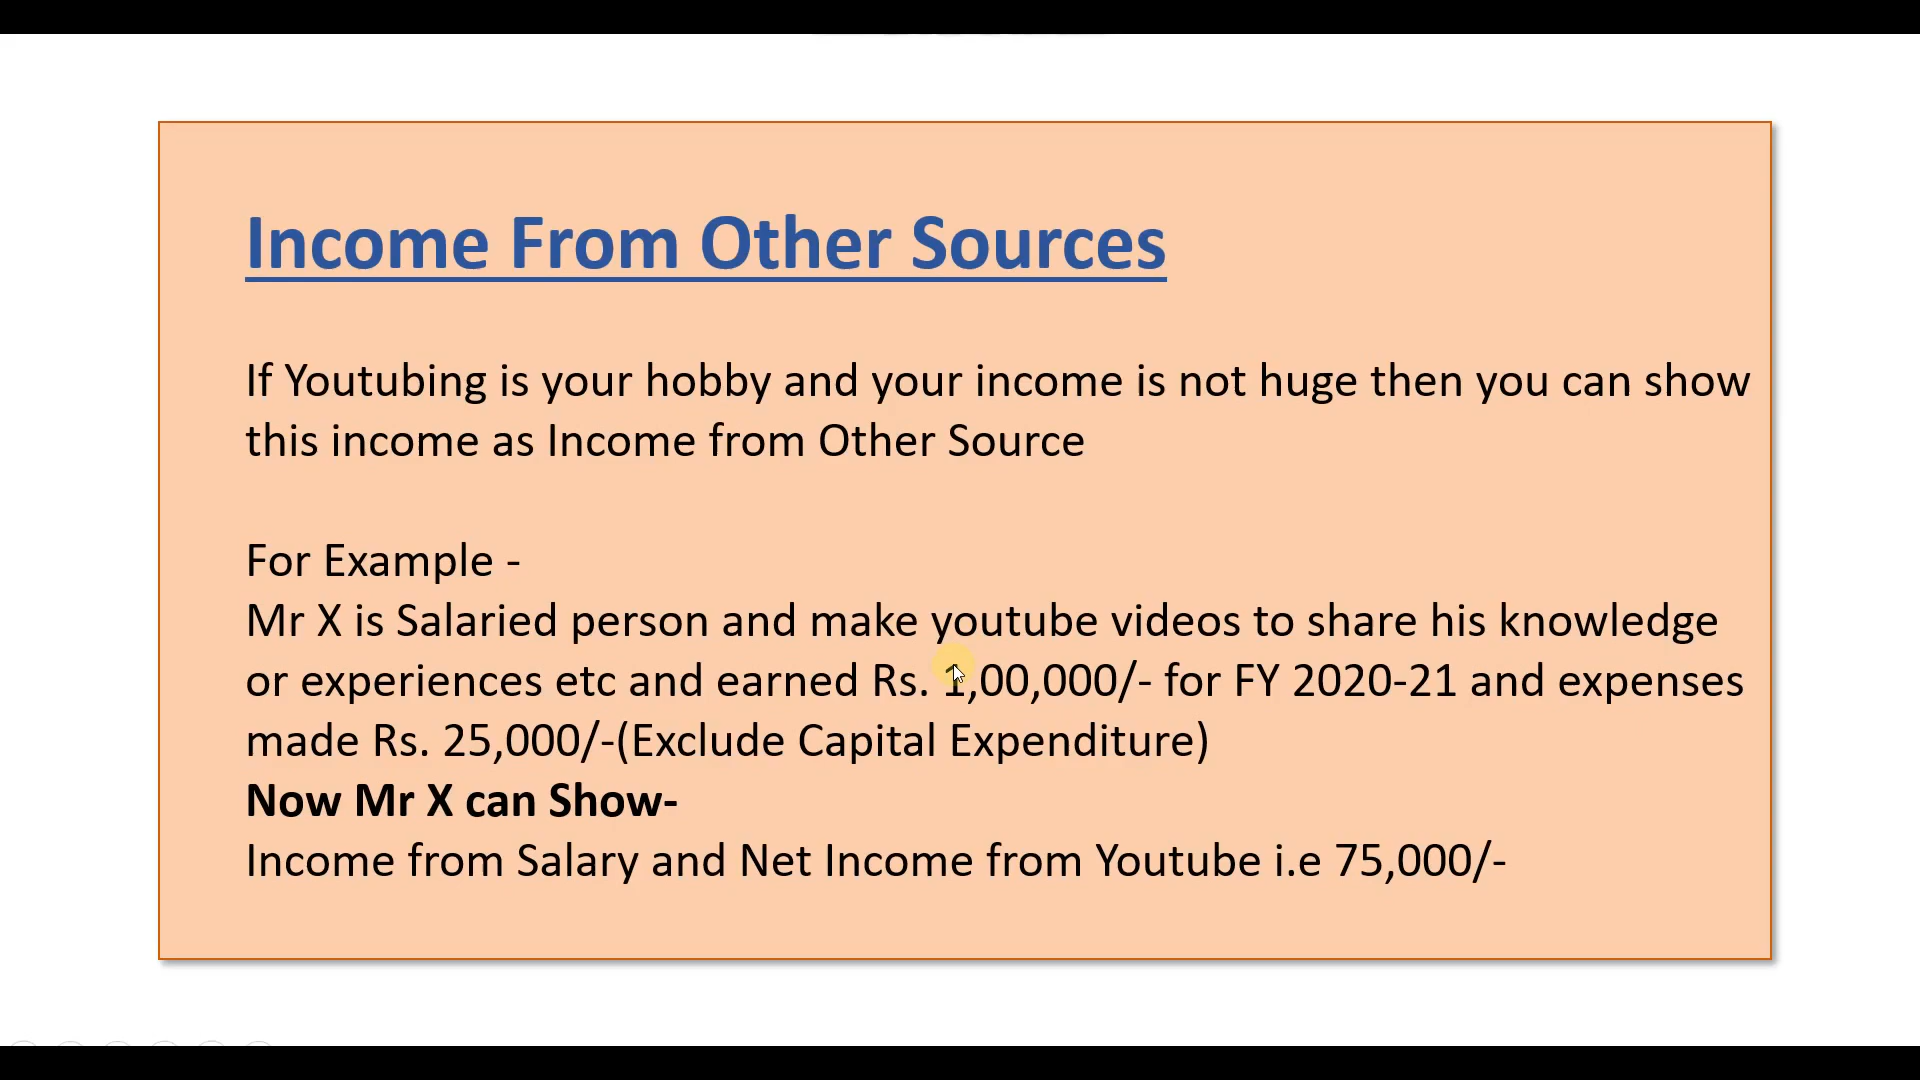 Income From Other Sources
If Youtubing is your hobby and your income is not huge then you can show
this income as Income from Other Source
For Example -
Mr X is Salaried person and make youtube videos to share his knowledge
or experiences etc and earned Rs. 1,00,000/- for FY 2020-21 and expenses
made Rs. 25,000/-(Exclude Capital Expenditure)
Now Mr X can Show-
Income from Salary and Net Income from Youtube i.e 75,000/-